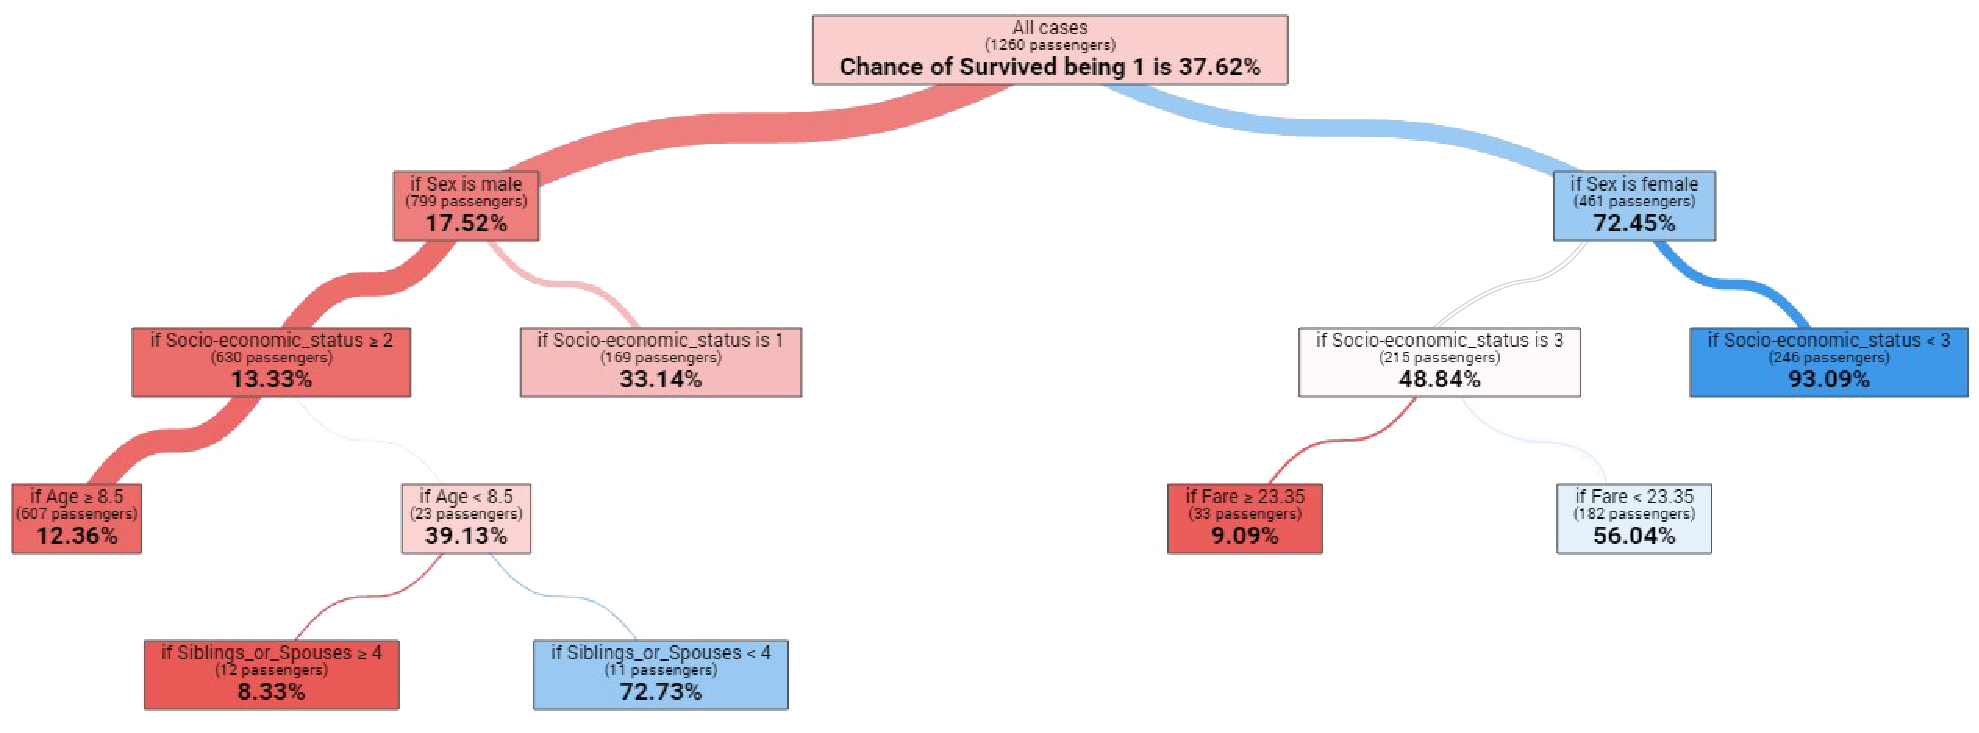 All cases
(1260 passengers)
Chance of Survived being 1 is 37.62%
if Sex is male
(799 passengers)
17.52%
if Sex is female
(461 passengers)
72.45%
if Socio-economic_status ≥ 2
(630 passengers)
13.33%
if Socio-economic_status is 1
(169 passengers)
33.14%
if Socio-economic_status is 3
(215 passengers)
48.84%
if Socio-economic_status < 3
(246 passengers)
93.09%
if Age ≥ 8.5
(607 passengers)
12.36%
if Age < 8.5
(23 passengers)
39.13%
if Fare ≥ 23.35
(33 passengers)
9.09%
if Fare < 23.35
(182 passengers)
56.04%
if Siblings_or_Spouses ≥ 4
(12 passengers)
8.33%
if Siblings_or_Spouses < 4
(11 passengers)
72.73%